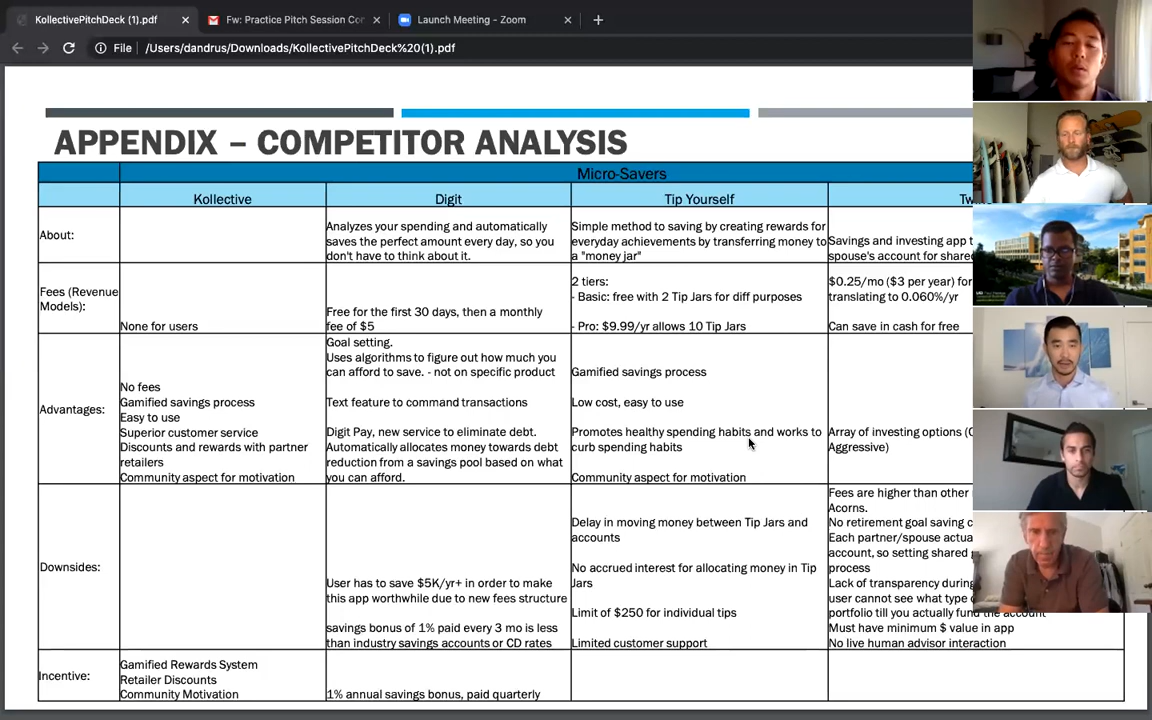 KollectivePitchDeck (1).pdf
Fw: Practice Pitch Session Con
Launch Meeting - Zoom
File
/Users/dandrus/Downloads/KollectivePitchDeck%20(1).pdf
APPENDIX – COMPETITOR ANALYSIS
Micro-Savers
Kollective
Digit
Tip Yourself
About:
Analyzes your spending and automatically
saves the perfect amount every day, so you
don't have to think about it.
Simple method to saving by creating rewards for
everyday achievements by transferring money to
a "money jar"
Savings and investing app
spouse's account for share
Fees (Revenue
Models):
None for users
Free for the first 30 days, then a monthly
fee of $5
2 tiers:
- Basic: free with 2 Tip Jars for diff purposes
- Pro: $9.99/yr allows 10 Tip Jars
$0.25/mo ($3 per year) for
translating to 0.060%/yr
Can save in cash for free
Advantages:
No fees
Gamified savings process
Easy to use
Superior customer service
Discounts and rewards with partner
retailers
Community aspect for motivation
Goal setting.
Uses algorithms to figure out how much you
can afford to save. - not on specific product
Text feature to command transactions
Digit Pay, new service to eliminate debt.
Automatically allocates money towards debt
reduction from a savings pool based on what
you can afford.
Gamified savings process
Low cost, easy to use
Promotes healthy spending habits and works to
curb spending habits
Community aspect for motivation
Array of investing options (
Aggressive)
Downsides:
User has to save $5K/yr+ in order to make
this app worthwhile due to new fees structure
savings bonus of 1% paid every 3 mo is less
than industry savings accounts or CD rates
Delay in moving money between Tip Jars and
accounts
No accrued interest for allocating money in Tip
Jars
Limit of $250 for individual tips
Limited customer support
Fees are higher than other
Acorns.
No retirement goal saving
Each partner/spouse
account, so setting shared
process
Lack of transparency during
user cannot see what type
portfolio till you actually fund the account
Must have minimum $ value in app
No live human advisor interaction
Incentive:
Gamified Rewards System
Retailer Discounts
Community Motivation
1% annual savings bonus, paid quarterly